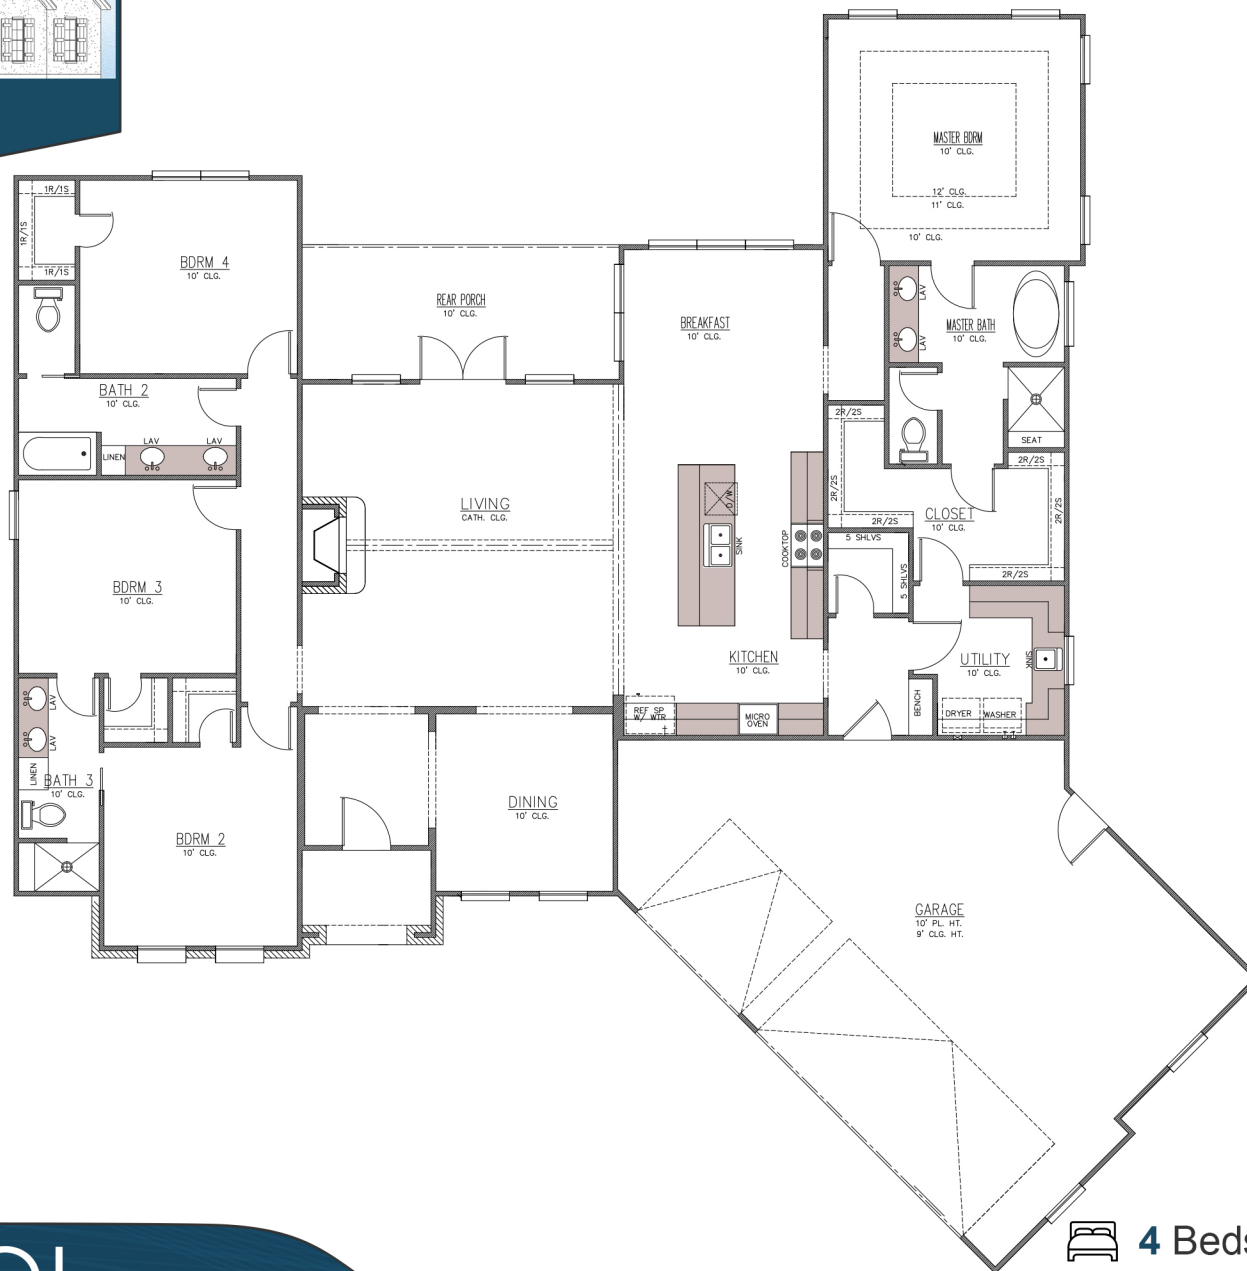 MASTER BDRM
10' CLG.
12' CLG.
11' CLG.
10' CLG.
1R/1S
1R/1S
1R/1S
BDRM 4
10' CLG.
REAR PORCH
10' CLG.
BREAKFAST
10' CLG.
LAV
LAV
MASTER BATH
10' CLG.
BATH 2
10' CLG.
LINEN
LAV
LAV
2R/2S
2R/2S
2R/2S
SEAT
2R/2S
2R/2S
2R/2S
CLOSET
10' CLG.
LIVING
CATH. CLG.
D/W
SINK
COOKTOP
5 SHLVS
5 SHLVS
BDRM 3
10' CLG.
KITCHEN
10' CLG.
UTILITY
10' CLG.
SINK
REF SP
W/ WTR
MICRO
OVEN
BENCH
DRYER
WASHER
LAV
LAV
LINEN
BATH 3
10' CLG.
DINING
10' CLG.
BDRM 2
10' CLG.
GARAGE
10' PL. HT.
9' CLG. HT.
4 Beds